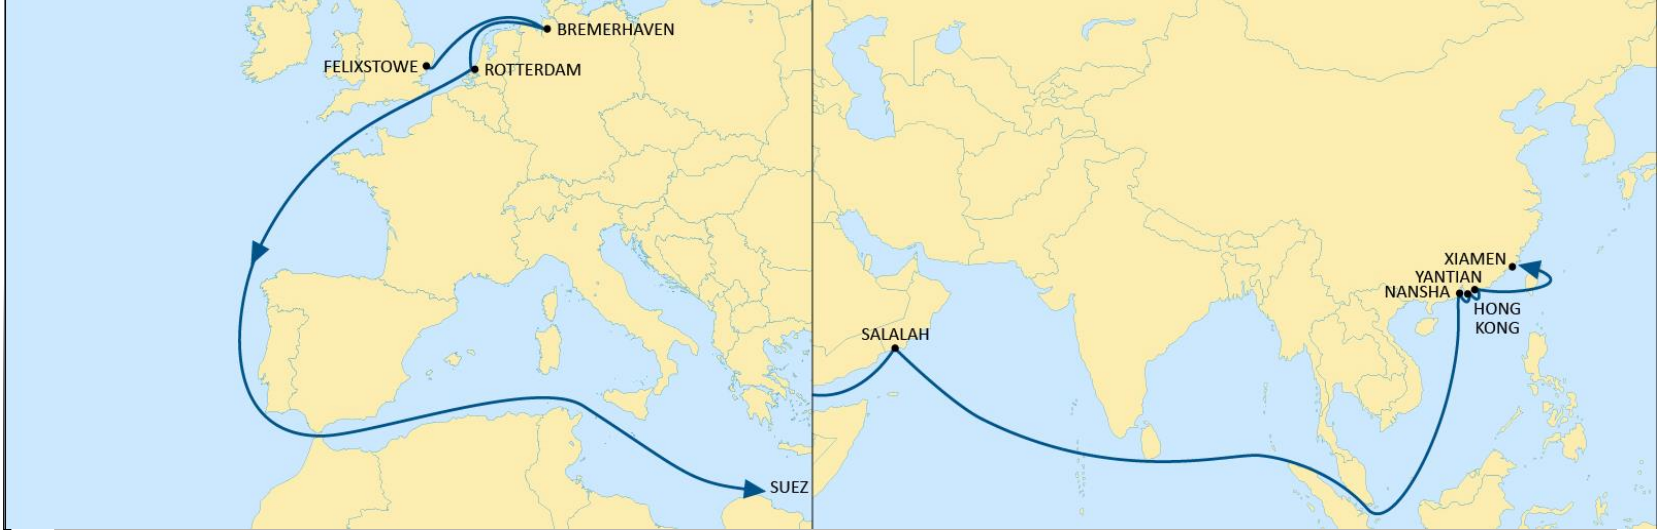 BREMERHAVEN
FELIXSTOWE
ROTTERDAM
SUEZ
XIAMEN
YANTIAN
NANSHA
HONG
KONG
SALALAH